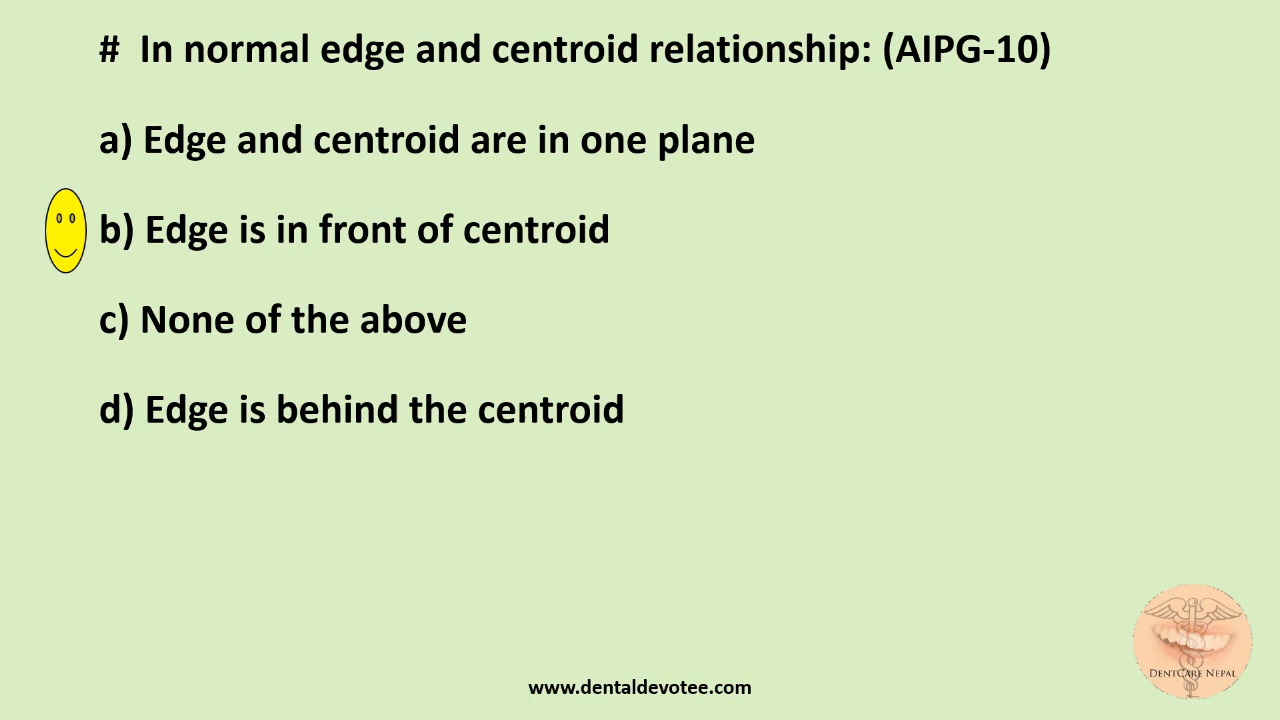 # In normal edge and centroid relationship: (AIPG-10)
a) Edge and centroid are in one plane
b) Edge is in front of centroid
c) None of the above
d) Edge is behind the centroid
DENTCARE NEPAL
www.dentaldevotee.com